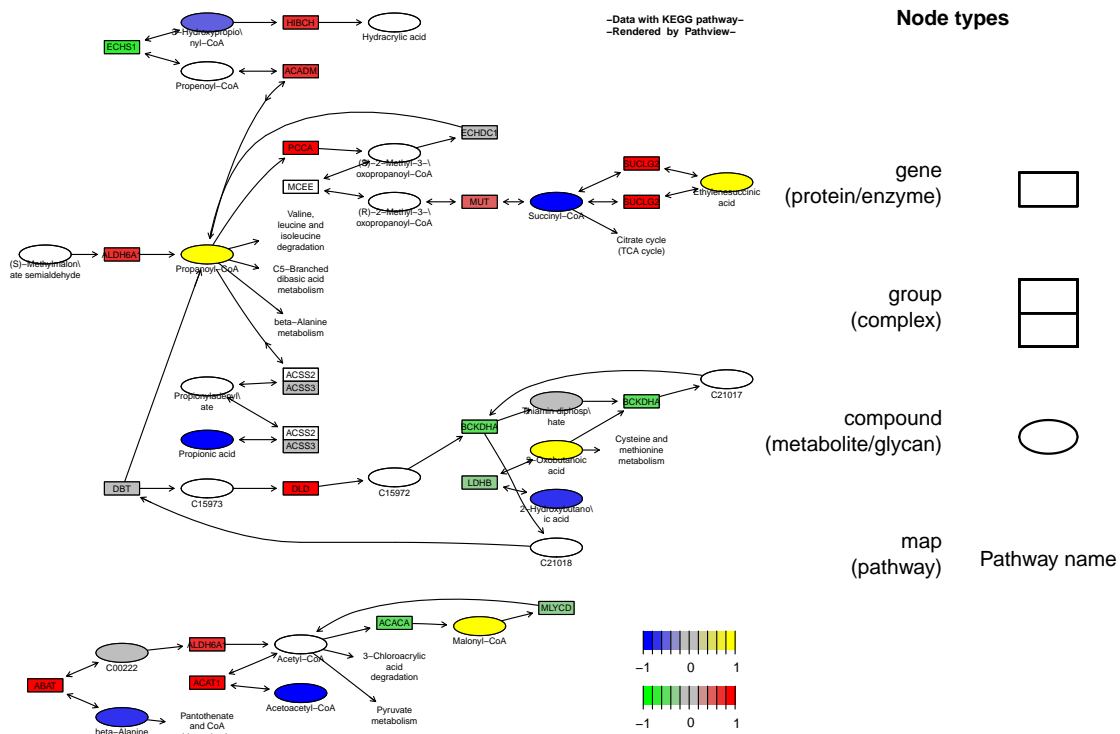 −Data with KEGG pathway−
−Rendered by Pathview−
Node types
3−Hydroxypropio\
nyl−CoA
HIBCH
Hydracrylic acid
ECHS1
Propenoyl−CoA
ACADM
ECHDC1
PCCA
(S)−2−Methyl−3−\
oxopropanoyl−CoA
MCEE
(R)−2−Methyl−3−\
oxopropanoyl−CoA
MUT
Succinyl−CoA
SUCLG2
SUCLG2
Ethylenesuccinic
acid
Citrate cycle
(TCA cycle)
Valine,
leucine and
isoleucine
degradation
(S)−Methylmalon\
ate semialdehyde
ALDH6A1
Propanoyl−CoA
C5−Branched
dibasic acid
metabolism
beta−Alanine
metabolism
ACSS2
ACSS3
Propionyladenyl\
ate
ACSS2
ACSS3
Propionic acid
DBT
C15973
DLD
C15972
BCKDHA
Thiamin diphosp\
hate
BCKDHA
C21017
2−Oxobutanoic
acid
Cysteine and
methionine
metabolism
LDHB
2−Hydroxybutano\
ic acid
C21018
gene
(protein/enzyme)
group
(complex)
compound
(metabolite/glycan)
map
(pathway)
Pathway name
MLYCD
ACACA
Malonyl−CoA
ALDH6A1
Acetyl−CoA
C00222
3−Chloroacrylic
acid
degradation
ABAT
ACAT1
Acetoacetyl−CoA
Pyruvate
metabolism
beta−Alanine
Pantothenate
and CoA
−1 0 1
−1 0 1